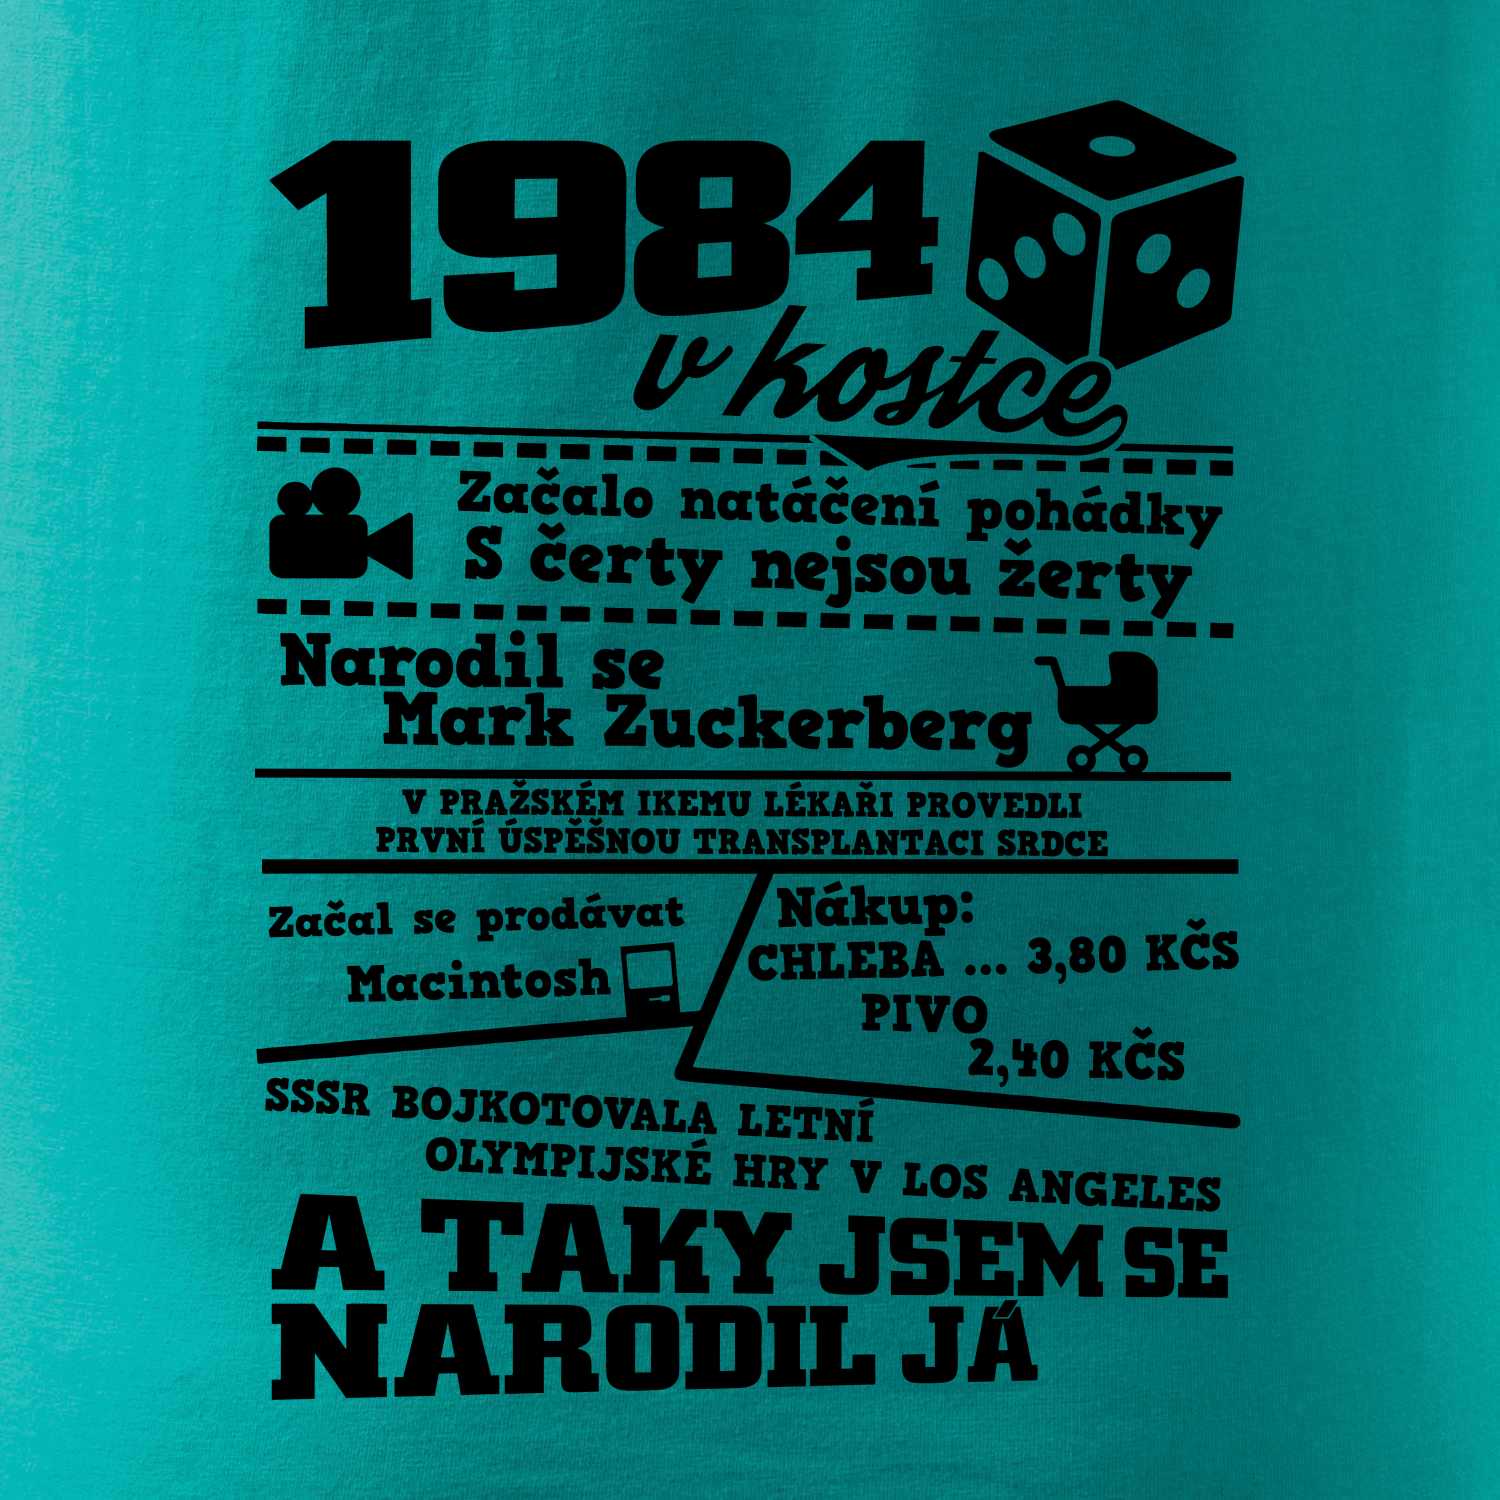 1984
v kostce
Začalo natáčení pohádky
S čerty nejsou žerty
Narodil se
Mark Zuckerberg
V PRAŽSKÉM IKEMU LÉKAŘI PROVEDLI
PRVNÍ ÚSPĚŠNOU TRANSPLANTACI SRDCE
Začal se prodávat
Macintosh
Nákup:
CHLEBA ... 3,80 KČS
PIVO
2,40 KČS
SSSR BOJKOTOVALA LETNÍ
OLYMPIJSKÉ HRY V LOS ANGELES
A TAKY JSEM SE
NARODIL JÁ